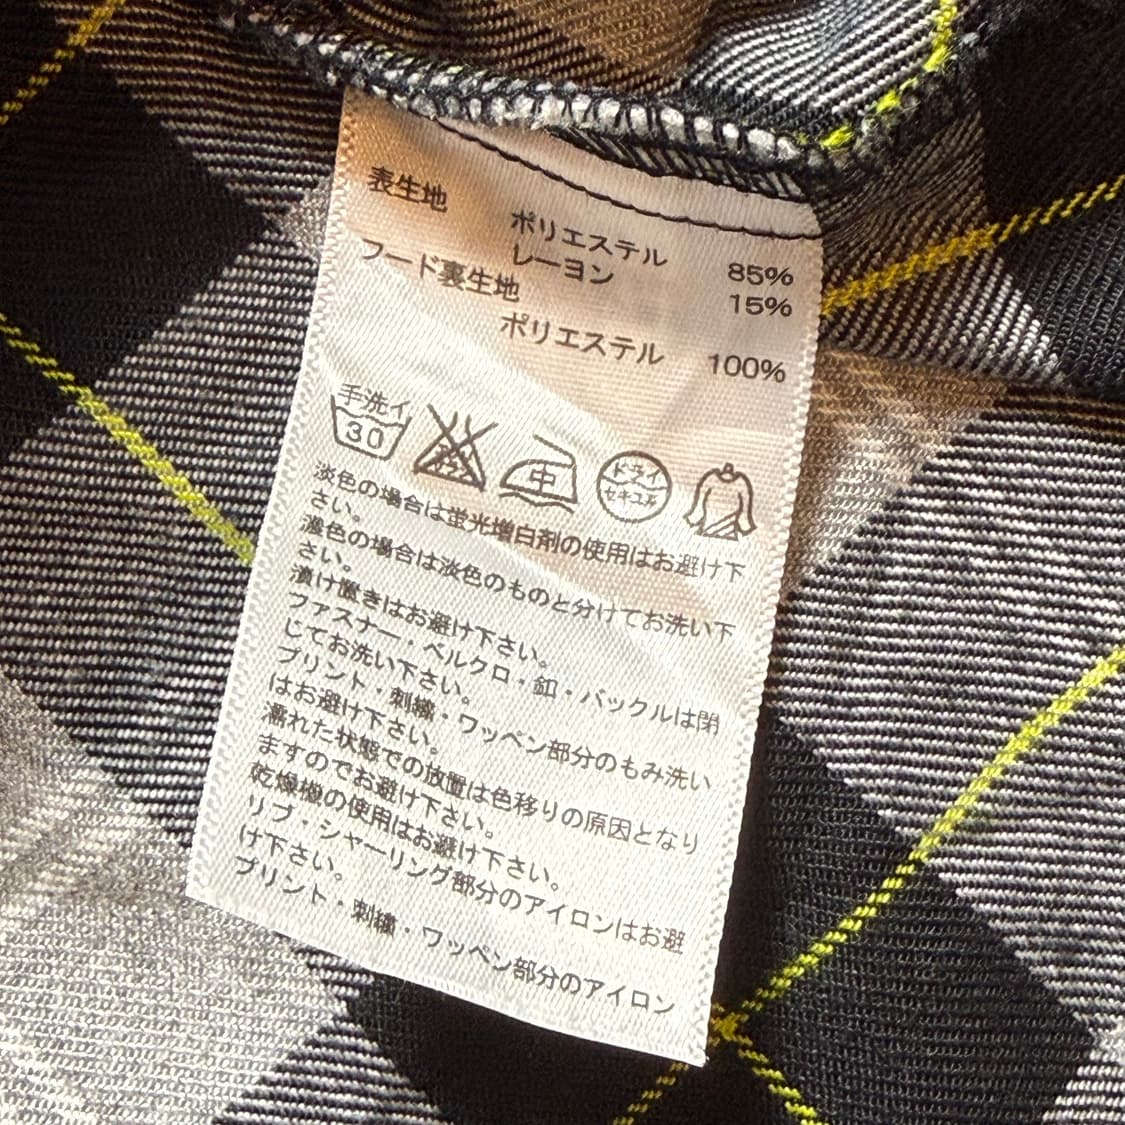 表生地
ポリエステル 85%
レーヨン 15%
フード裏生地
ポリエステル 100%
手洗イ
30
エンソ
サラシ
中
ドライ
セキユ系
淡色の場合は蛍光増白剤の使用はお避け下
さい。
濃色の場合は淡色のものと分けてお洗い下
さい。
漬け置きはお避け下さい。
ファスナー・ベルクロ・釦・バックルは閉
じてお洗い下さい。
プリント・刺繍・ワッペン部分のもみ洗い
はお避け下さい。
濡れた状態での放置は色移りの原因となり
ますのでお避け下さい。
乾燥機の使用はお避け下さい。
リブ・シャーリング部分のアイロンはお避
け下さい。
プリント・刺繍・ワッペン部分のアイロン